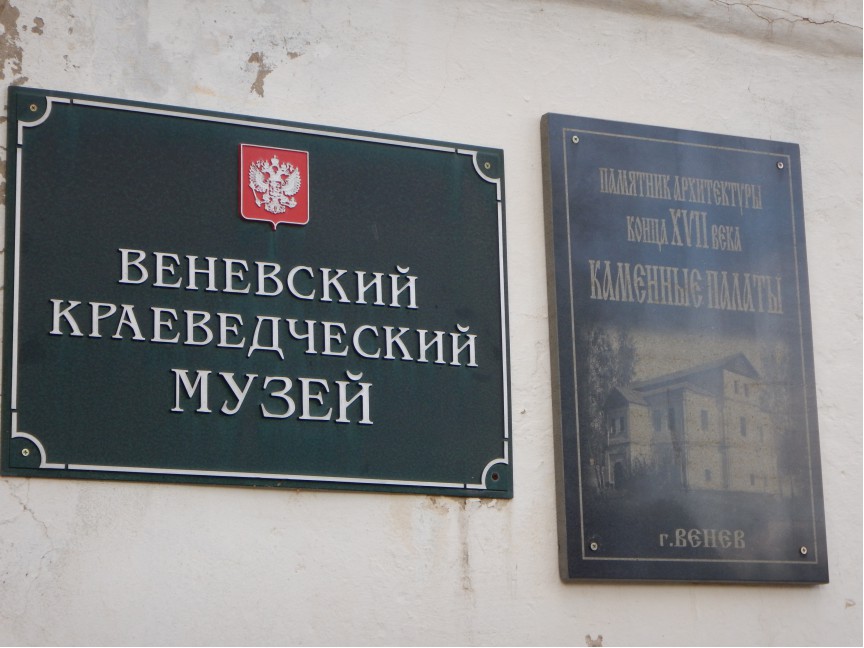 ВЕНЕВСКИЙ
КРАЕВЕДЧЕСКИЙ
МУЗЕЙ
ПАМЯТНИК АРХИТЕКТУРЫ
КОНЦА XVII ВЕКА
КАМЕННЫЕ ПАЛАТЫ
г. ВЕНЕВ